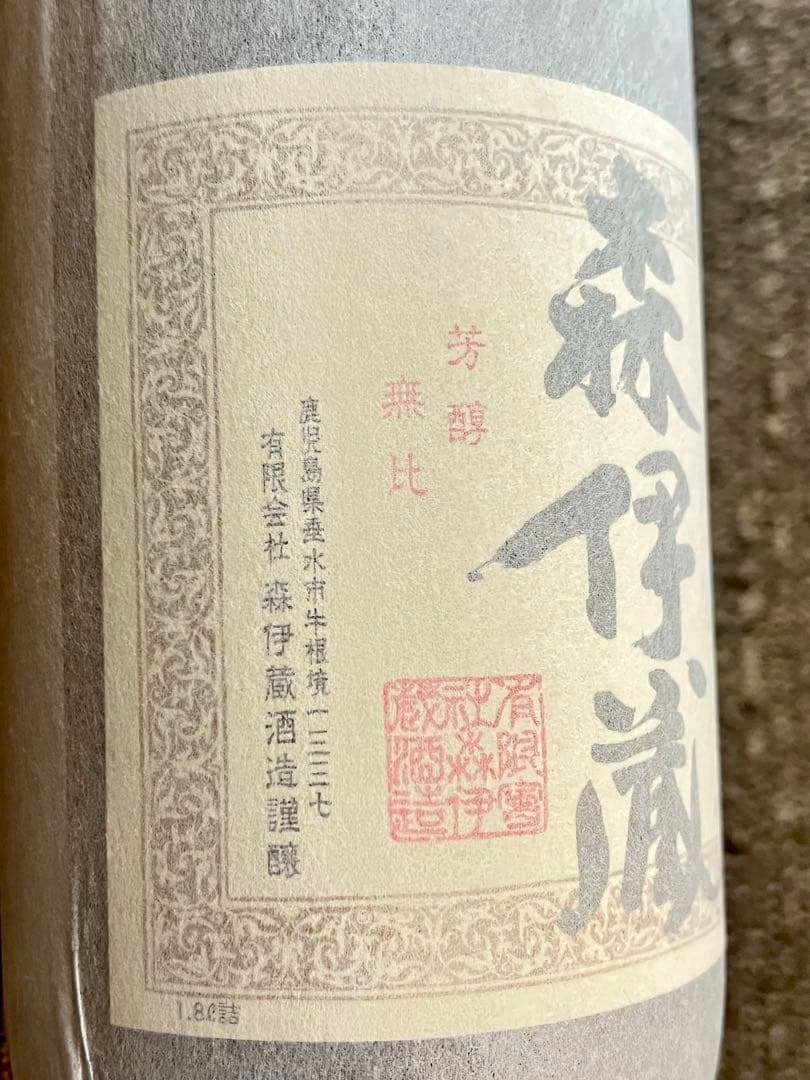 森伊蔵
芳醇
無比
有限會
社森伊
蔵酒造
鹿児島県垂水市牛根境一三三七
有限会社 森伊蔵酒造謹醸
1.8ℓ詰